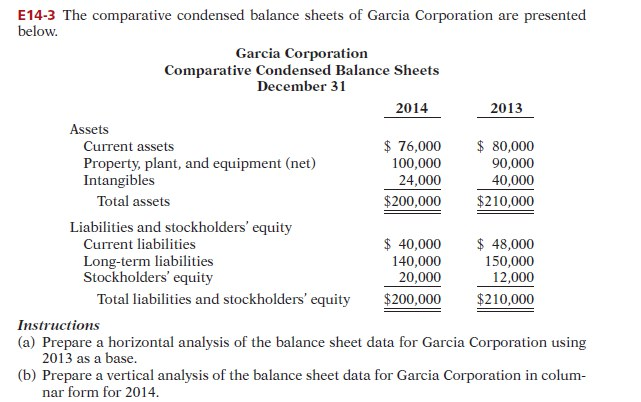 E14-3 The comparative condensed balance sheets of Garcia Corporation are presented
below.
Garcia Corporation
Comparative Condensed Balance Sheets
December 31
2014 2013
Assets
Current assets $ 76,000 $ 80,000
Property, plant, and equipment (net) 100,000 90,000
Intangibles 24,000 40,000
Total assets $200,000 $210,000
Liabilities and stockholders' equity
Current liabilities $ 40,000 $ 48,000
Long-term liabilities 140,000 150,000
Stockholders' equity 20,000 12,000
Total liabilities and stockholders' equity $200,000 $210,000
Instructions
(a) Prepare a horizontal analysis of the balance sheet data for Garcia Corporation using
2013 as a base.
(b) Prepare a vertical analysis of the balance sheet data for Garcia Corporation in colum-
nar form for 2014.